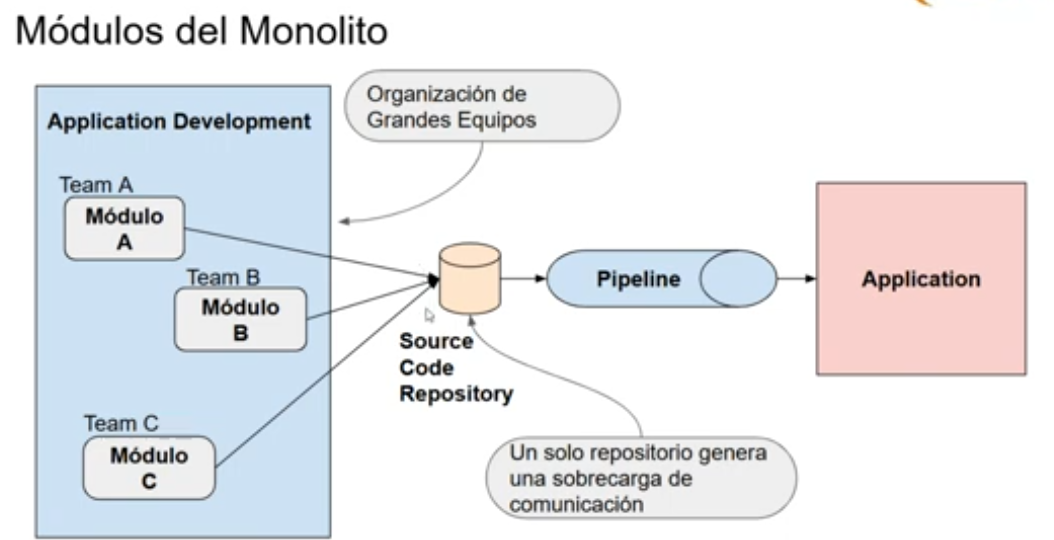 Módulos del Monolito
Application Development
Organización de
Grandes Equipos
Team A
Módulo
A
Team B
Módulo
B
Team C
Módulo
C
Source
Code
Repository
Pipeline
Application
Un solo repositorio genera
una sobrecarga de
comunicación